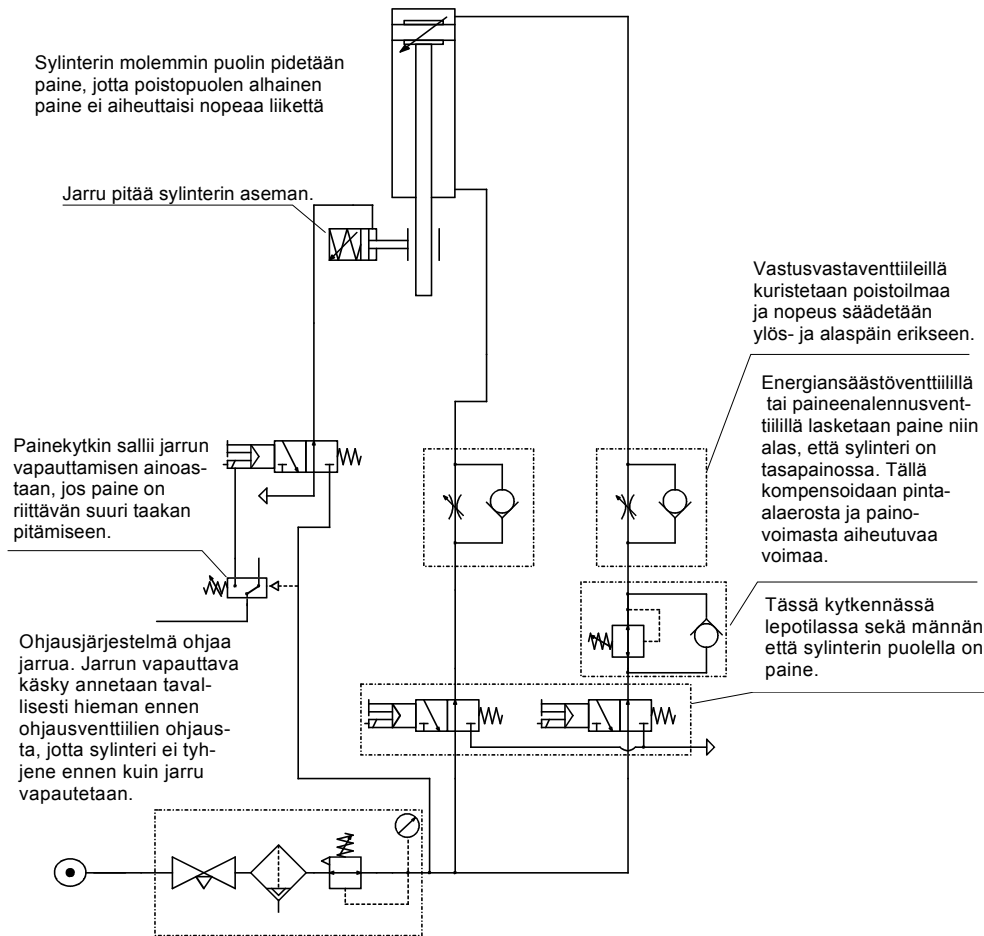 Sylinterin molemmin puolin pidetään
paine, jotta poistopuolen alhainen
paine ei aiheuttaisi nopeaa liikettä
Jarru pitää sylinterin aseman.
Vastusvastaventtiileillä
kuristetaan poistoilmaa
ja nopeus säädetään
ylös- ja alaspäin erikseen.
Energiansäästöventtiilillä
tai paineenalennusvent-
tiilillä lasketaan paine niin
alas, että sylinteri on
tasapainossa. Tällä
kompensoidaan pinta-
alaerosta ja paino-
voimasta aiheutuvaa
voimaa.
Painekytkin sallii jarrun
vapauttamisen ainoas-
taan, jos paine on
riittävän suuri taakan
pitämiseen.
Tässä kytkennässä
lepotilassa sekä männän
että sylinterin puolella on
paine.
Ohjausjärjestelmä ohjaa
jarrua. Jarrun vapauttava
käsky annetaan taval-
lisesti hieman ennen
ohjausventtiilien ohjaus-
ta, jotta sylinteri ei tyh-
jene ennen kuin jarru
vapautetaan.